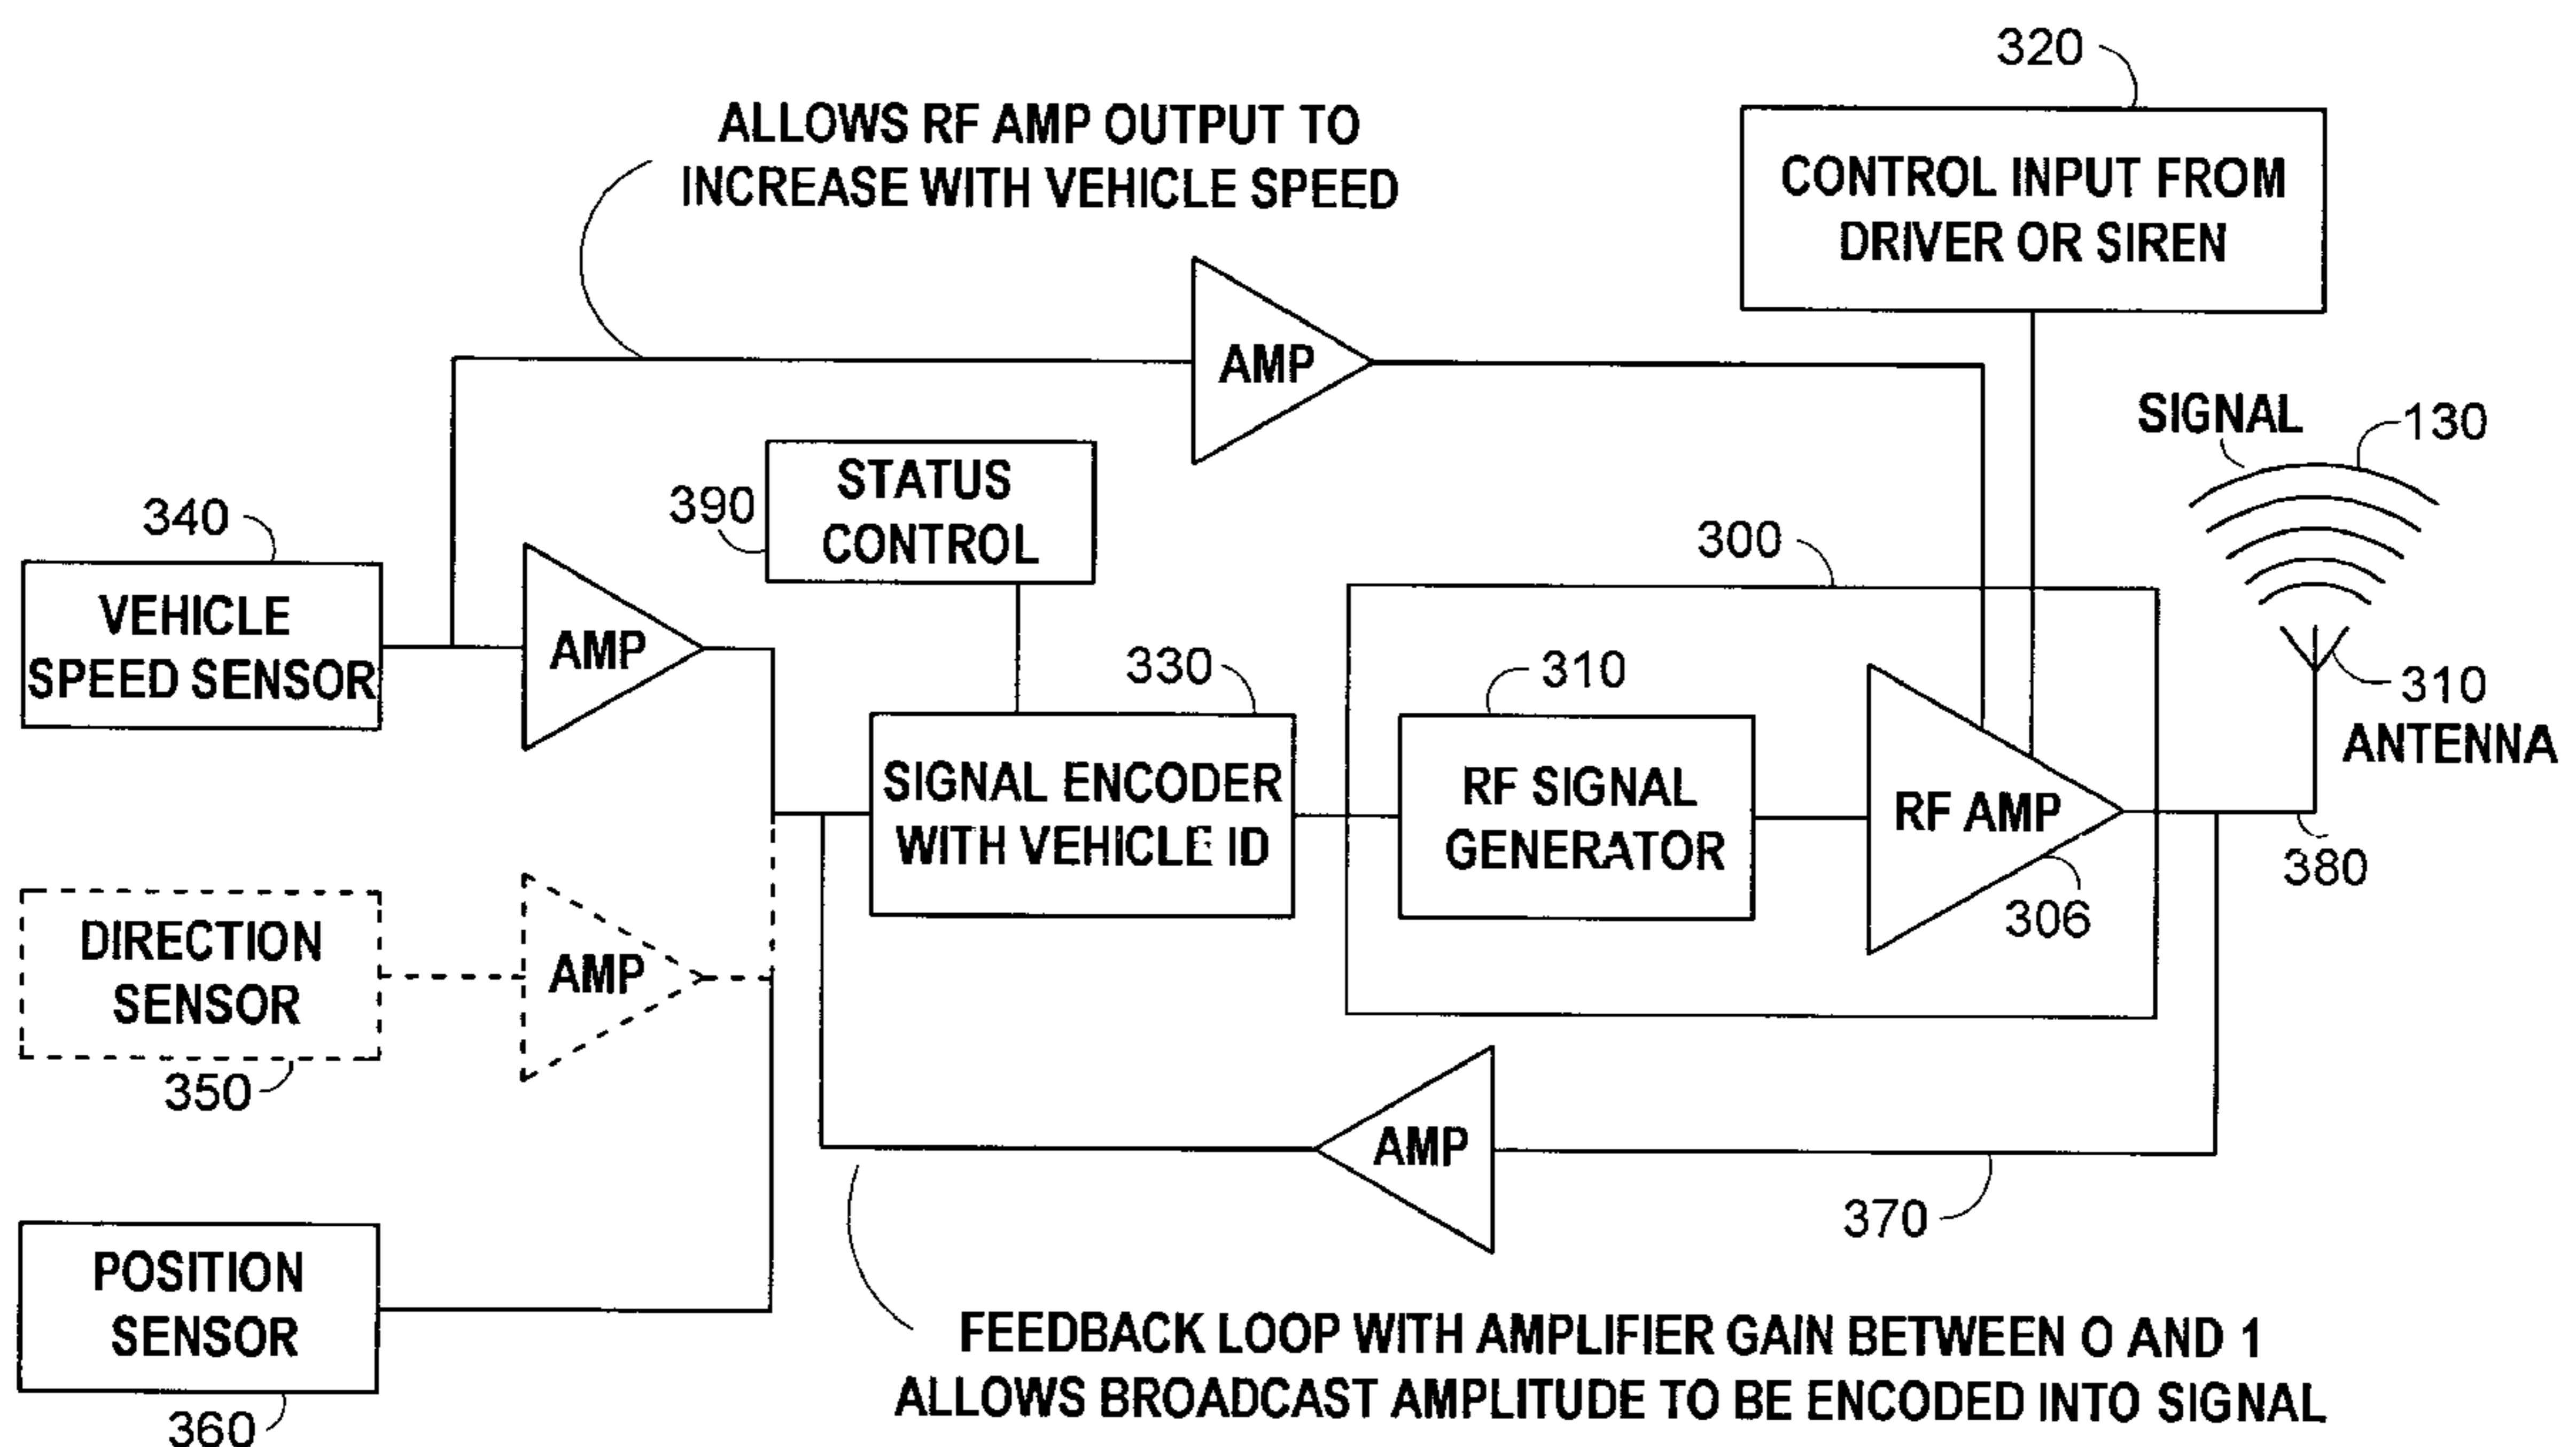 320
ALLOWS RF AMP OUTPUT TO
INCREASE WITH VEHICLE SPEED
CONTROL INPUT FROM
DRIVER OR SIREN
AMP
SIGNAL
130
STATUS
CONTROL
390
340
300
VEHICLE
SPEED SENSOR
AMP
330
310
310
ANTENNA
SIGNAL ENCODER
WITH VEHICLE ID
RF SIGNAL
GENERATOR
RF AMP
380
306
DIRECTION
SENSOR
AMP
350
AMP
370
POSITION
SENSOR
360
FEEDBACK LOOP WITH AMPLIFIER GAIN BETWEEN O AND 1
ALLOWS BROADCAST AMPLITUDE TO BE ENCODED INTO SIGNAL